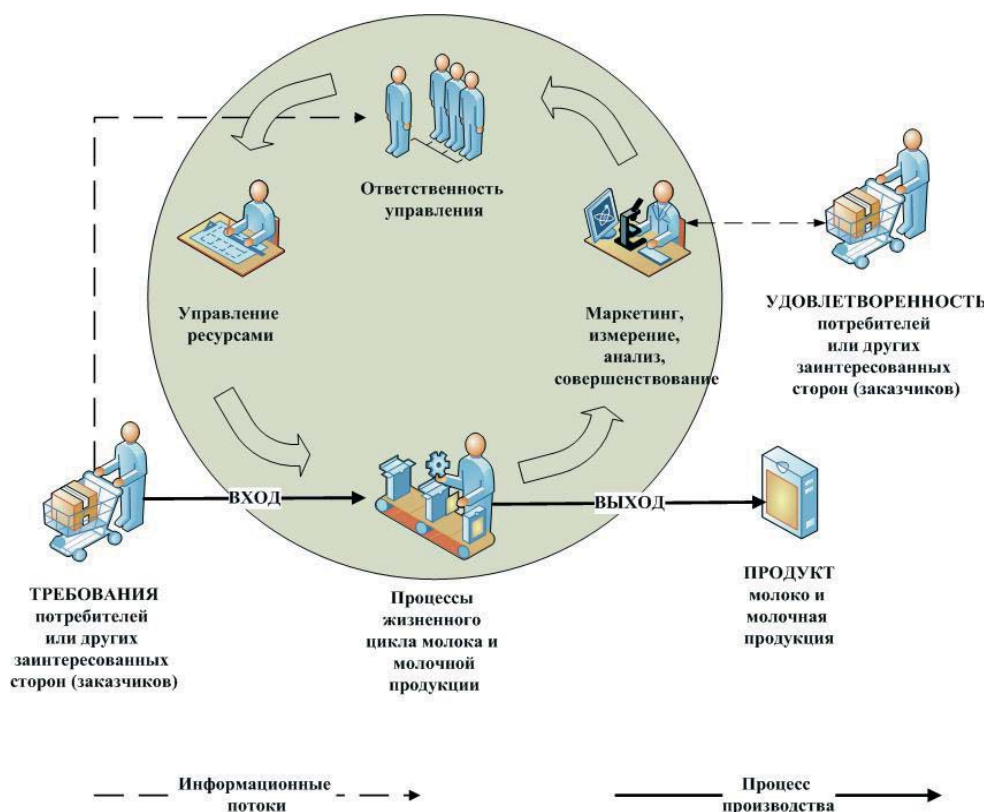 Ответственность
управления
Управление
ресурсами
Маркетинг,
измерение,
анализ,
совершенствование
УДОВЛЕТВОРЕННОСТЬ
потребителей
или других
заинтересованных
сторон (заказчиков)
ВХОД
ВЫХОД
ТРЕБОВАНИЯ
потребителей
или других
заинтересованных
сторон (заказчиков)
Процессы
жизненного
цикла молока и
молочной
продукции
ПРОДУКТ
молоко и
молочная
продукция
Информационные
потоки
Процесс
производства